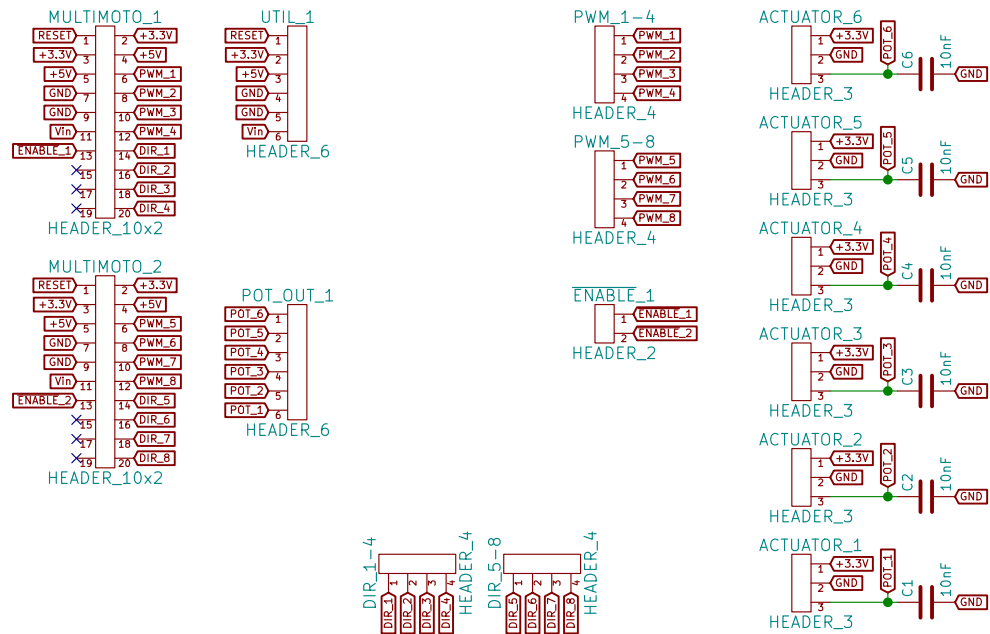 MULTIMOTO_1
RESET 1 2 +3.3V
+3.3V 3 4 +5V
+5V 5 6 PWM_1
GND 7 8 PWM_2
GND 9 10 PWM_3
Vin 11 12 PWM_4
ENABLE_1 13 14 DIR_1
15 16 DIR_2
17 18 DIR_3
19 20 DIR_4
HEADER_10x2
MULTIMOTO_2
RESET 1 2 +3.3V
+3.3V 3 4 +5V
+5V 5 6 PWM_5
GND 7 8 PWM_6
GND 9 10 PWM_7
Vin 11 12 PWM_8
ENABLE_2 13 14 DIR_5
15 16 DIR_6
17 18 DIR_7
19 20 DIR_8
HEADER_10x2
UTIL_1
RESET 1
+3.3V 2
+5V 3
GND 4
GND 5
Vin 6
HEADER_6
POT_OUT_1
POT_6 1
POT_5 2
POT_4 3
POT_3 4
POT_2 5
POT_1 6
HEADER_6
DIR_1-4
1 2 3 4
DIR_1 DIR_2 DIR_3 DIR_4
HEADER_4
DIR_5-8
1 2 3 4
DIR_5 DIR_6 DIR_7 DIR_8
HEADER_4
PWM_1-4
1 PWM_1
2 PWM_2
3 PWM_3
4 PWM_4
HEADER_4
PWM_5-8
1 PWM_5
2 PWM_6
3 PWM_7
4 PWM_8
HEADER_4
ENABLE_1
1 ENABLE_1
2 ENABLE_2
HEADER_2
ACTUATOR_6
1 +3.3V
2 GND
3
HEADER_3
POT_6
C6
10nF
GND
ACTUATOR_5
1 +3.3V
2 GND
3
HEADER_3
POT_5
C5
10nF
GND
ACTUATOR_4
1 +3.3V
2 GND
3
HEADER_3
POT_4
C4
10nF
GND
ACTUATOR_3
1 +3.3V
2 GND
3
HEADER_3
POT_3
C3
10nF
GND
ACTUATOR_2
1 +3.3V
2 GND
3
HEADER_3
POT_2
C2
10nF
GND
ACTUATOR_1
1 +3.3V
2 GND
3
HEADER_3
POT_1
C1
10nF
GND